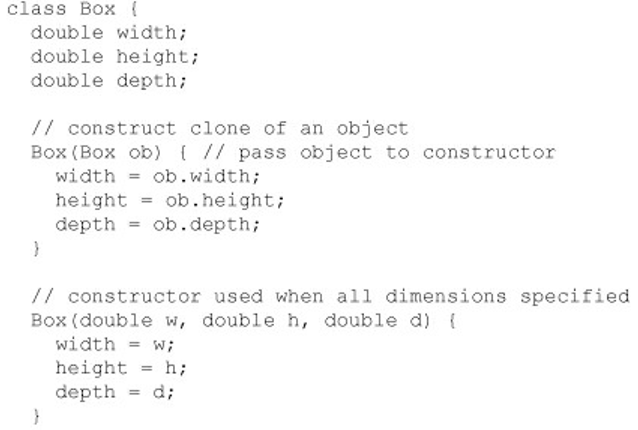 class Box {
  double width;
  double height;
  double depth;

  // construct clone of an object
  Box(Box ob) { // pass object to constructor
    width = ob.width;
    height = ob.height;
    depth = ob.depth;
  }

  // constructor used when all dimensions specified
  Box(double w, double h, double d) {
    width = w;
    height = h;
    depth = d;
  }